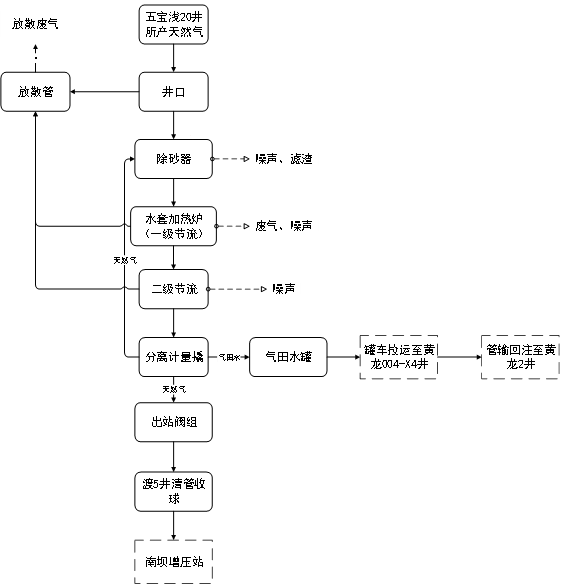 放散废气
五宝浅20井
所产天然气
放散管
井口
除砂器
噪声、滤渣
水套加热炉
（一级节流）
废气、噪声
天然气
二级节流
噪声
分离计量撬
气田水
气田水罐
罐车拉运至黄
龙004-X4井
管输回注至黄
龙2井
天然气
出站阀组
渡5井清管收
球
南坝增压站